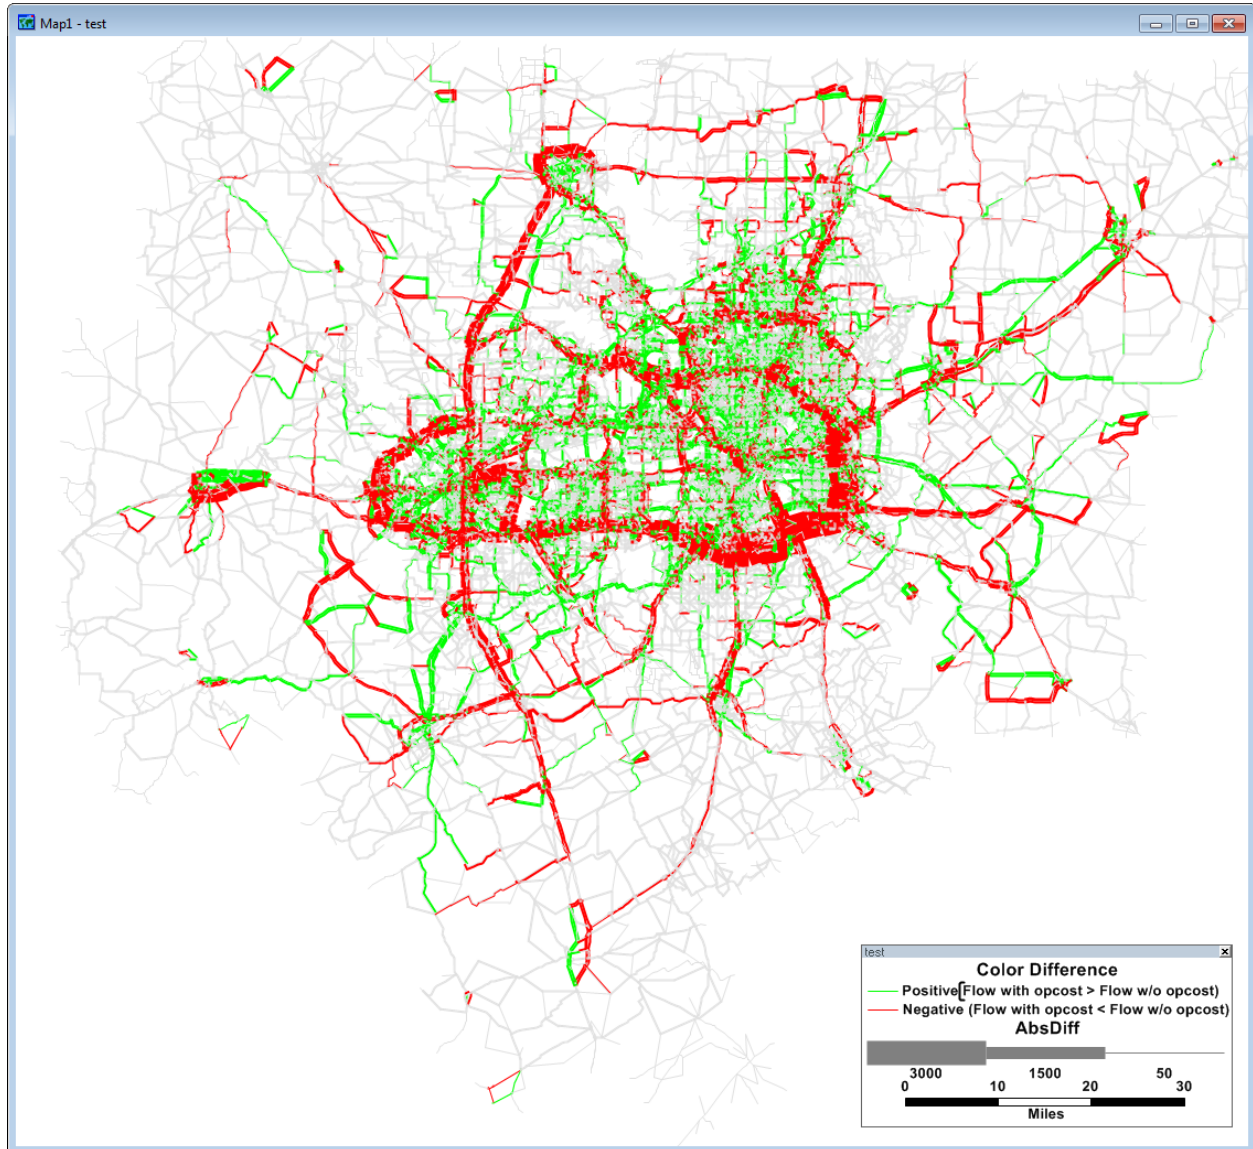 Map1 - test
test
Color Difference
Positive[Flow with opcost > Flow w/o opcost)
Negative (Flow with opcost < Flow w/o opcost)
AbsDiff
3000 1500 50
0 10 20 30
Miles